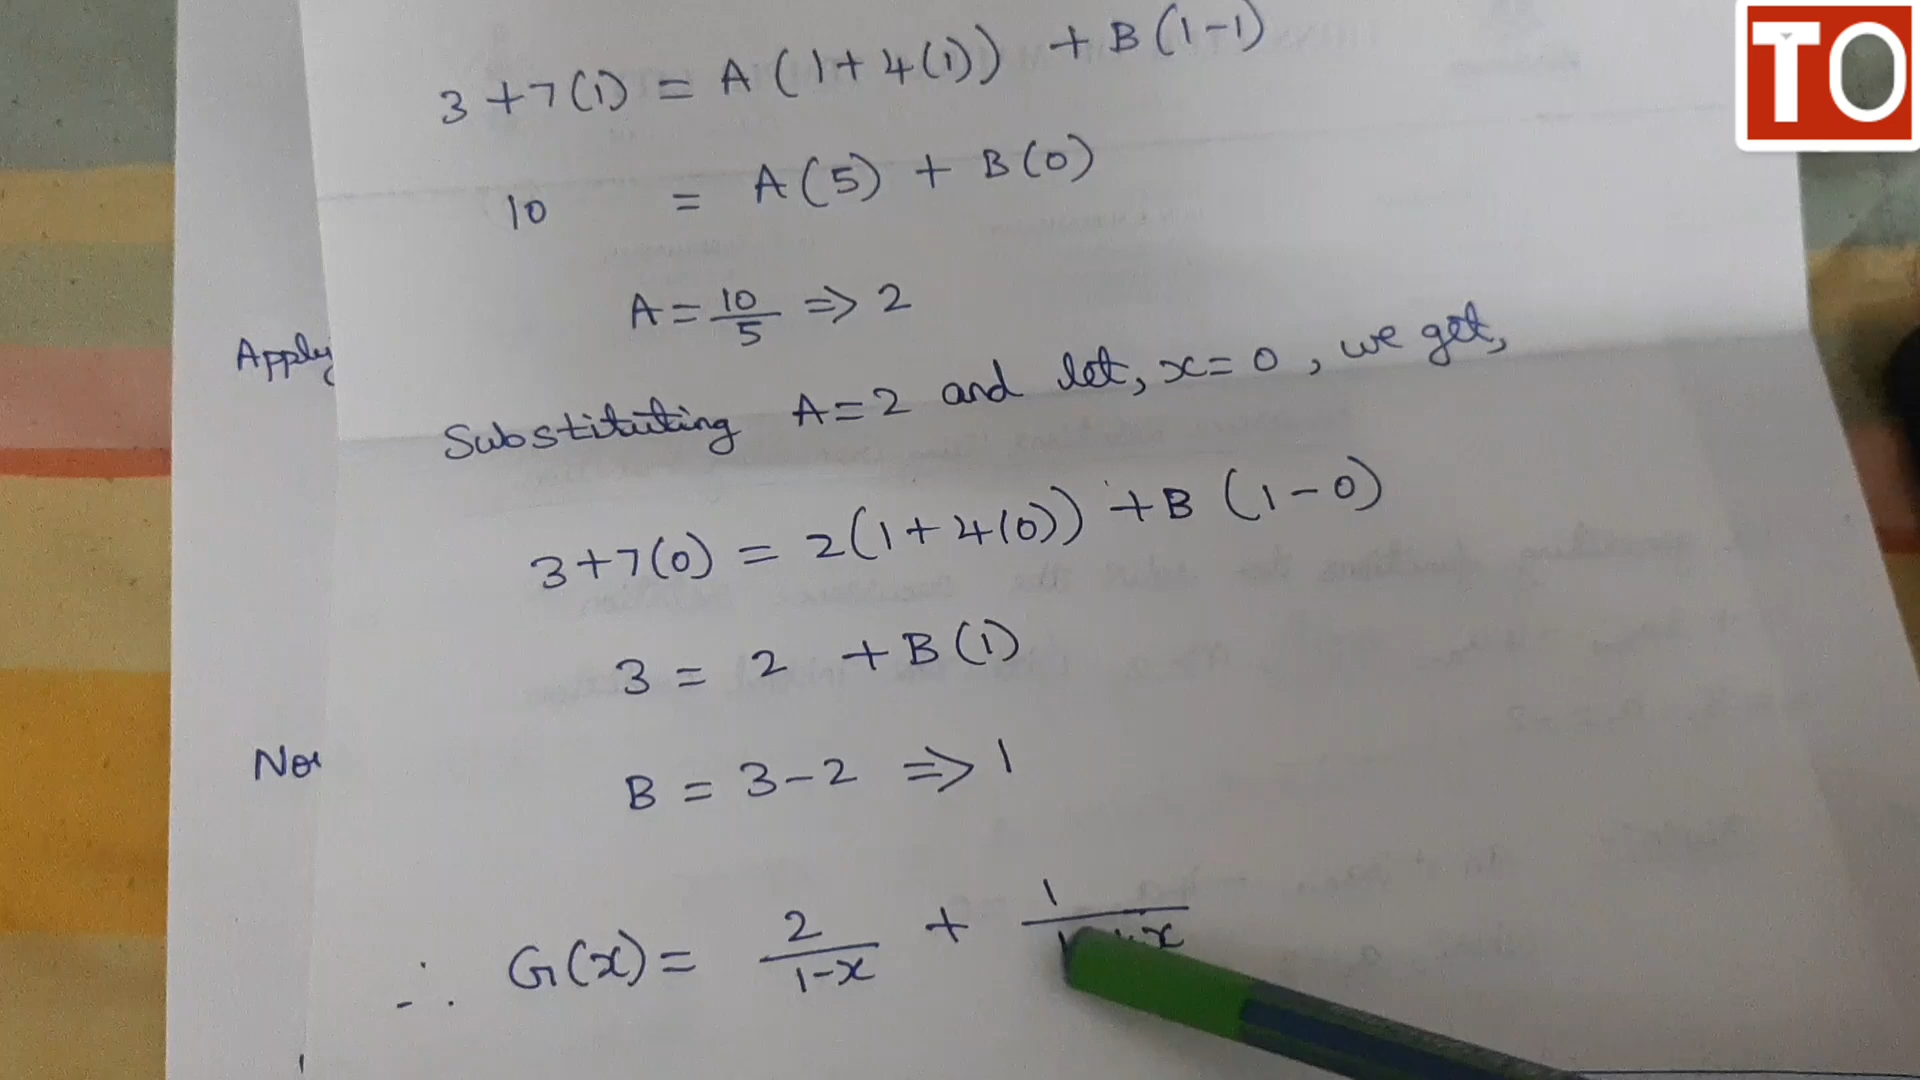 TO
3+7(1) = A(1+4(1)) + B(1-1)
10 = A(5) + B(0)
A = 10/5 => 2
Apply
Substituting A=2 and let, x=0, we get,
3+7(0) = 2(1+4(0)) + B(1-0)
3 = 2 + B(1)
B = 3-2 => 1
∴ G(x) = 2/(1-x) + 1/